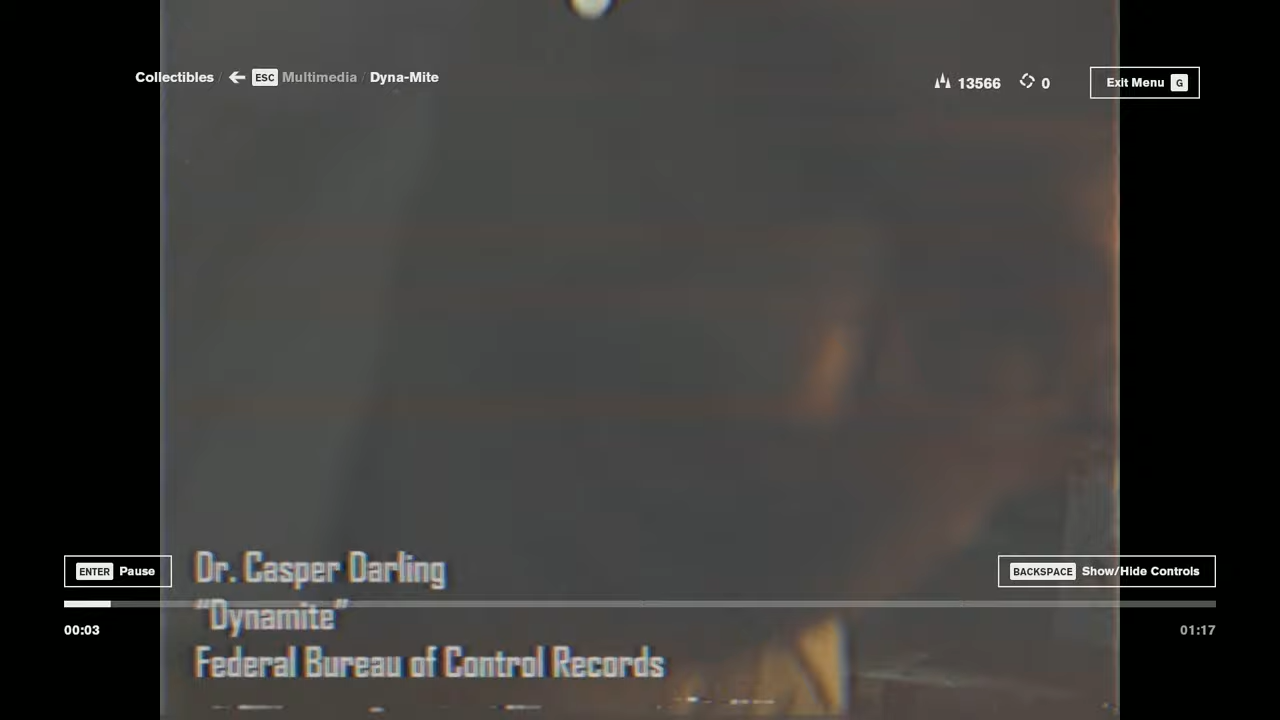 Collectibles / ESC Multimedia / Dyna-Mite
13566 0 Exit Menu G
Dr. Casper Darling
ENTER Pause
BACKSPACE Show/Hide Controls
"Dynamite"
00:03
01:17
Federal Bureau of Control Records